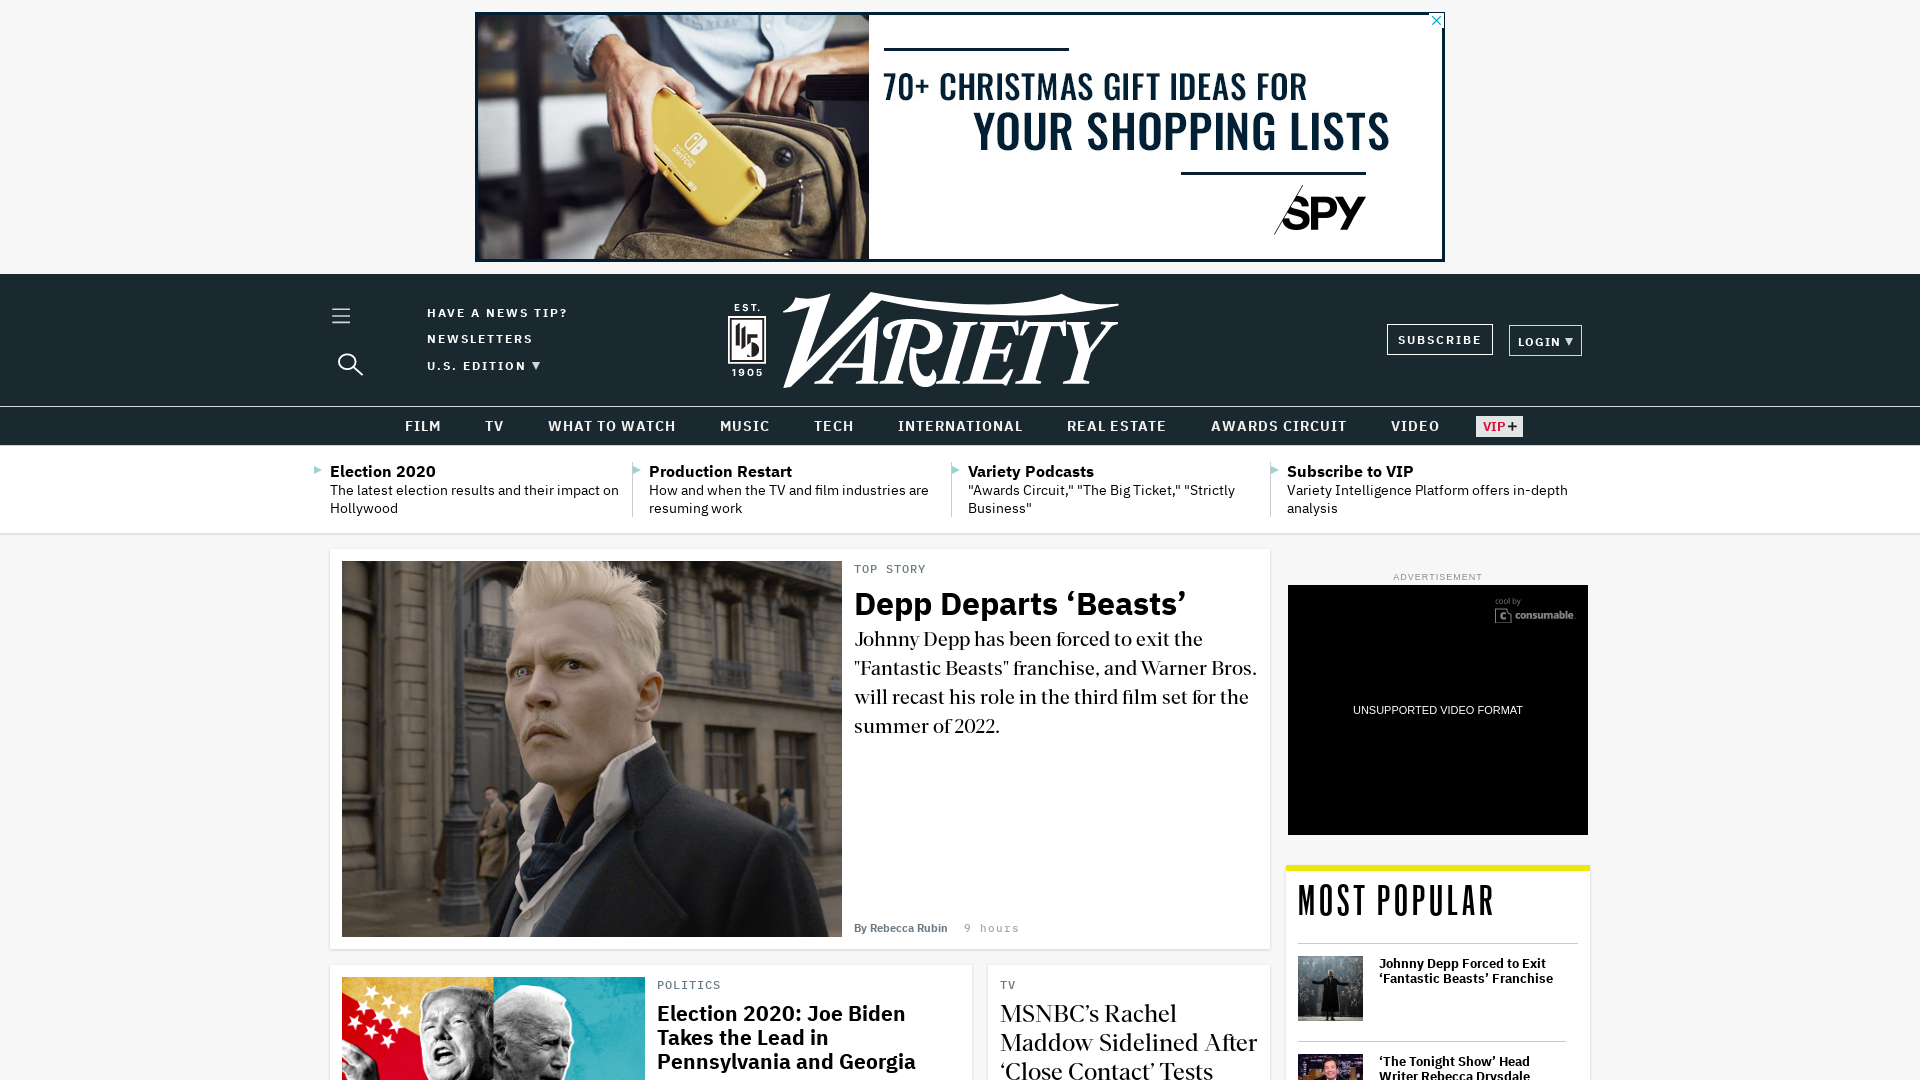 70+ CHRISTMAS GIFT IDEAS FOR
YOUR SHOPPING LISTS
SPY
HAVE A NEWS TIP?
NEWSLETTERS
U.S. EDITION ▼
EST.
115
1905
VARIETY
SUBSCRIBE
LOGIN ▼
FILM
TV
WHAT TO WATCH
MUSIC
TECH
INTERNATIONAL
REAL ESTATE
AWARDS CIRCUIT
VIDEO
VIP+
Election 2020
The latest election results and their impact on
Hollywood
Production Restart
How and when the TV and film industries are
resuming work
Variety Podcasts
"Awards Circuit," "The Big Ticket," "Strictly
Business"
Subscribe to VIP
Variety Intelligence Platform offers in-depth
analysis
TOP STORY
Depp Departs ‘Beasts’
Johnny Depp has been forced to exit the
"Fantastic Beasts" franchise, and Warner Bros.
will recast his role in the third film set for the
summer of 2022.
By Rebecca Rubin 9 hours
ADVERTISEMENT
cool by
consumable
UNSUPPORTED VIDEO FORMAT
MOST POPULAR
Johnny Depp Forced to Exit
‘Fantastic Beasts’ Franchise
‘The Tonight Show’ Head
Writer Rebecca Drysdale
POLITICS
Election 2020: Joe Biden
Takes the Lead in
Pennsylvania and Georgia
TV
MSNBC’s Rachel
Maddow Sidelined After
‘Close Contact’ Tests